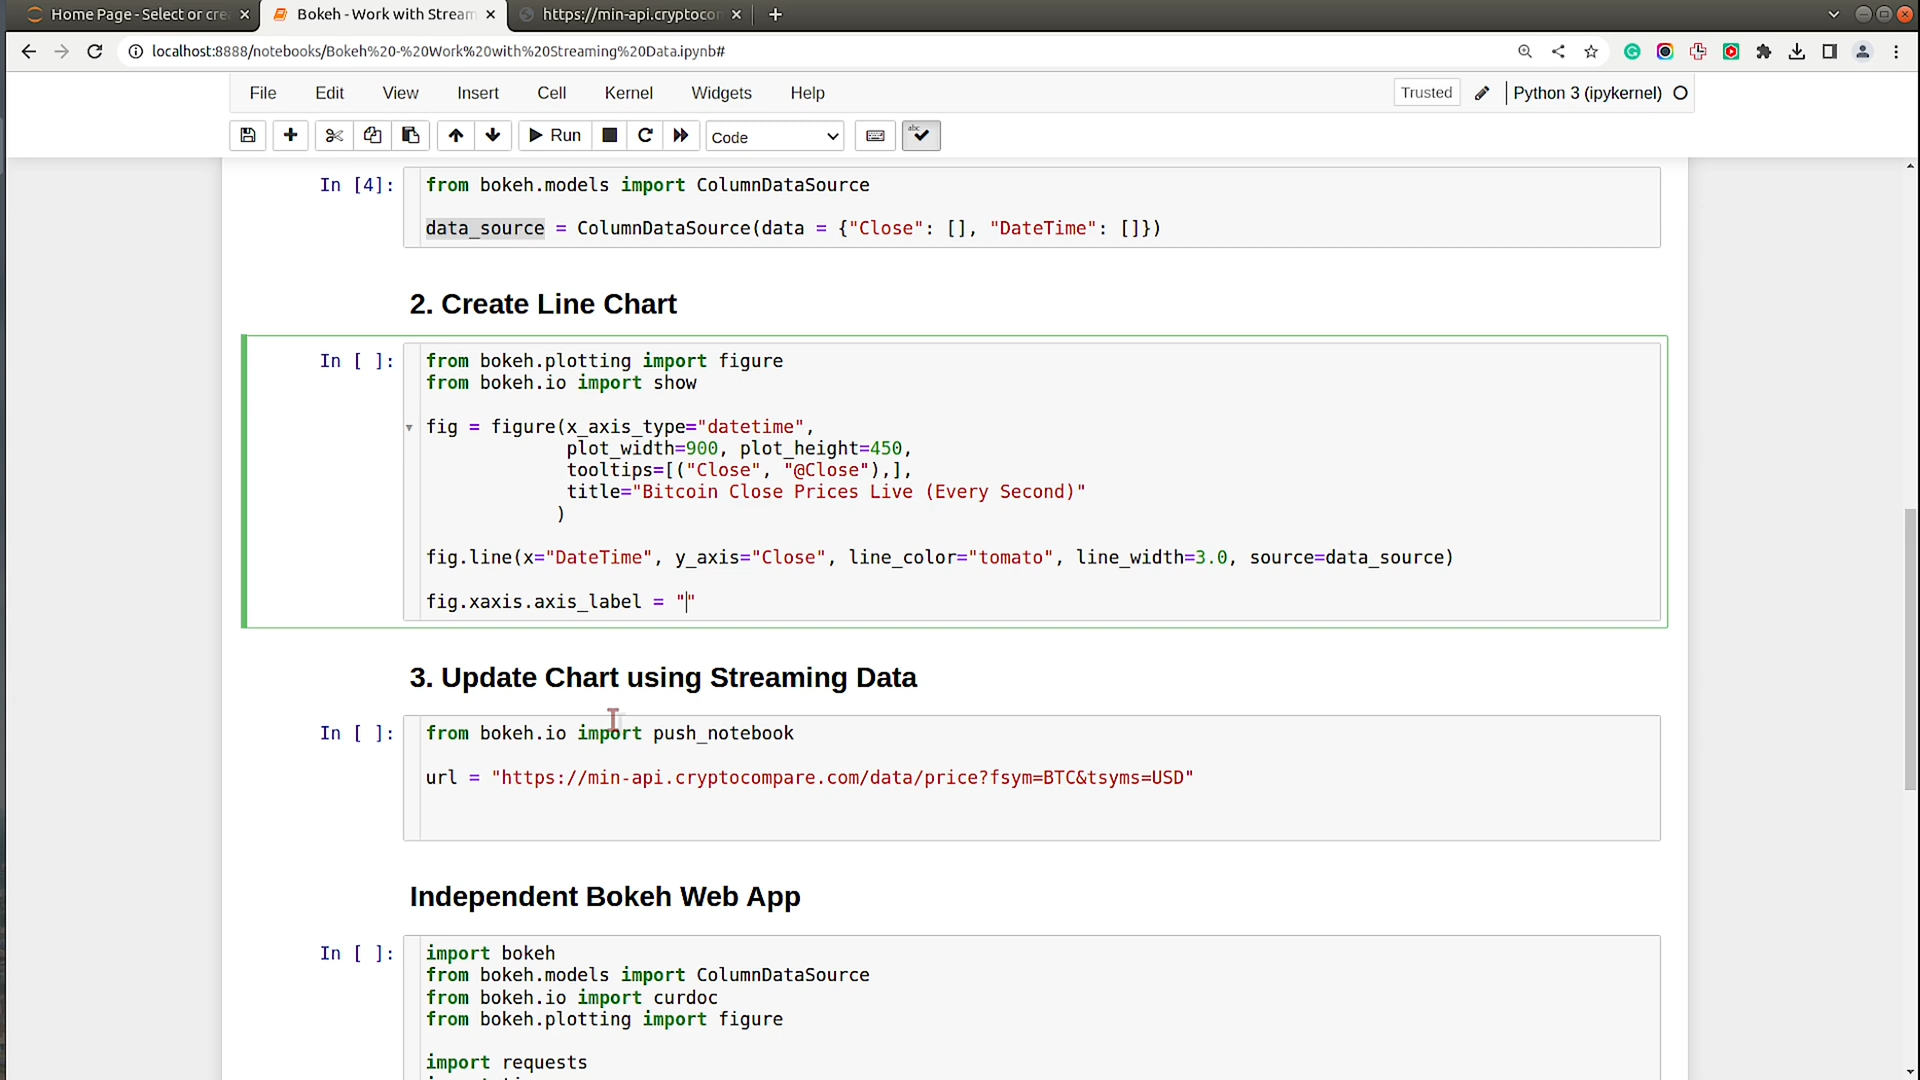 Home Page - Select or cre
Bokeh - Work with Stream
https://min-api.cryptocon
localhost:8888/notebooks/Bokeh%20-%20Work%20with%20Streaming%20Data.ipynb#
File Edit View Insert Cell Kernel Widgets Help
Trusted Python 3 (ipykernel)
Run Code abc
In [4]: from bokeh.models import ColumnDataSource
data_source = ColumnDataSource(data = {"Close": [], "DateTime": []})
2. Create Line Chart
In [ ]: from bokeh.plotting import figure
from bokeh.io import show
fig = figure(x_axis_type="datetime",
plot_width=900, plot_height=450,
tooltips=[("Close", "@Close"),],
title="Bitcoin Close Prices Live (Every Second)"
)
fig.line(x="DateTime", y_axis="Close", line_color="tomato", line_width=3.0, source=data_source)
fig.xaxis.axis_label = ""
3. Update Chart using Streaming Data
In [ ]: from bokeh.io import push_notebook
url = "https://min-api.cryptocompare.com/data/price?fsym=BTC&tsyms=USD"
Independent Bokeh Web App
In [ ]: import bokeh
from bokeh.models import ColumnDataSource
from bokeh.io import curdoc
from bokeh.plotting import figure
import requests